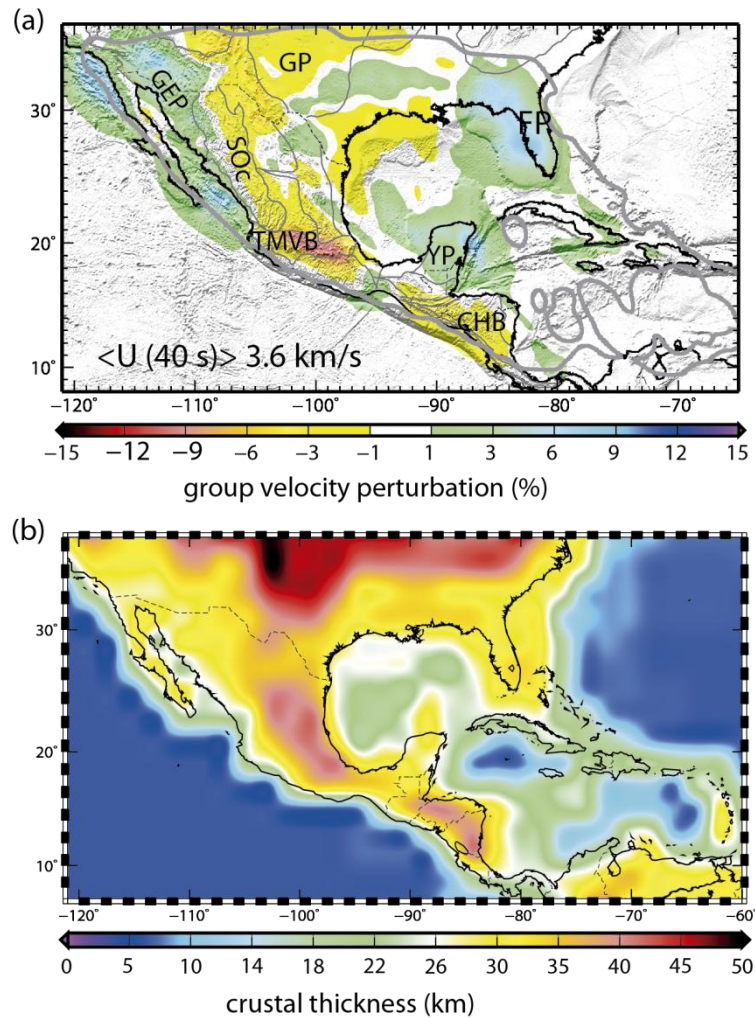 (a)
GP
GEP
30°
FP
SOc
20°
TMVB
YP
CHB
10°
<U (40 s)> 3.6 km/s
−120 −110 −100 −90 −80 −70
−15 −12 −9 −6 −3 −1 1 3 6 9 12 15
group velocity perturbation (%)
(b)
30°
20°
10°
−120° −110° −100° −90° −80° −70° −60°
0 5 10 14 18 22 26 30 35 40 45 50
crustal thickness (km)